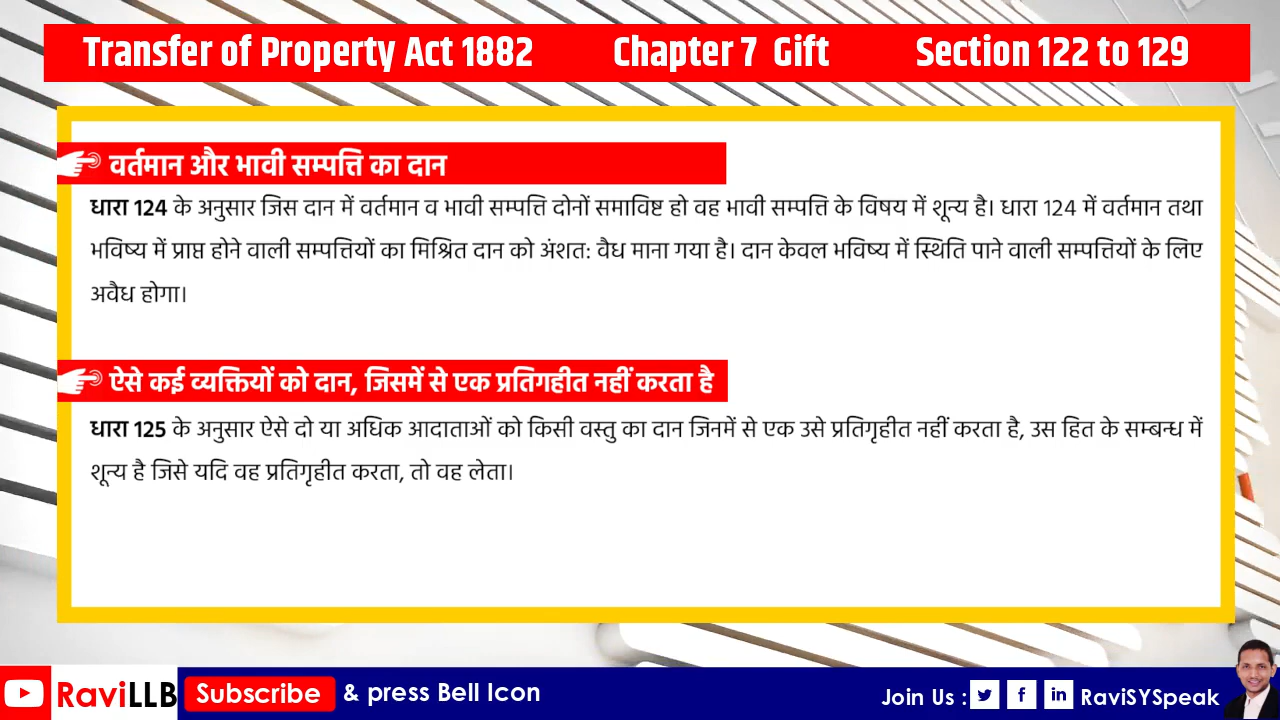 Transfer of Property Act 1882 Chapter 7 Gift Section 122 to 129
वर्तमान और भावी सम्पत्ति का दान
धारा 124 के अनुसार जिस दान में वर्तमान व भावी सम्पत्ति दोनों समाविष्ट हो वह भावी सम्पत्ति के विषय में शून्य है। धारा 124 में वर्तमान तथा
भविष्य में प्राप्त होने वाली सम्पत्तियों का मिश्रित दान को अंशत: वैध माना गया है। दान केवल भविष्य में स्थिति पाने वाली सम्पत्तियों के लिए
अवैध होगा।
ऐसे कई व्यक्तियों को दान, जिसमें से एक प्रतिगहीत नहीं करता है
धारा 125 के अनुसार ऐसे दो या अधिक आदाताओं को किसी वस्तु का दान जिनमें से एक उसे प्रतिगृहीत नहीं करता है, उस हित के सम्बन्ध में
शून्य है जिसे यदि वह प्रतिगृहीत करता, तो वह लेता।
RaviLLB Subscribe & press Bell Icon Join Us : RaviSYSpeak